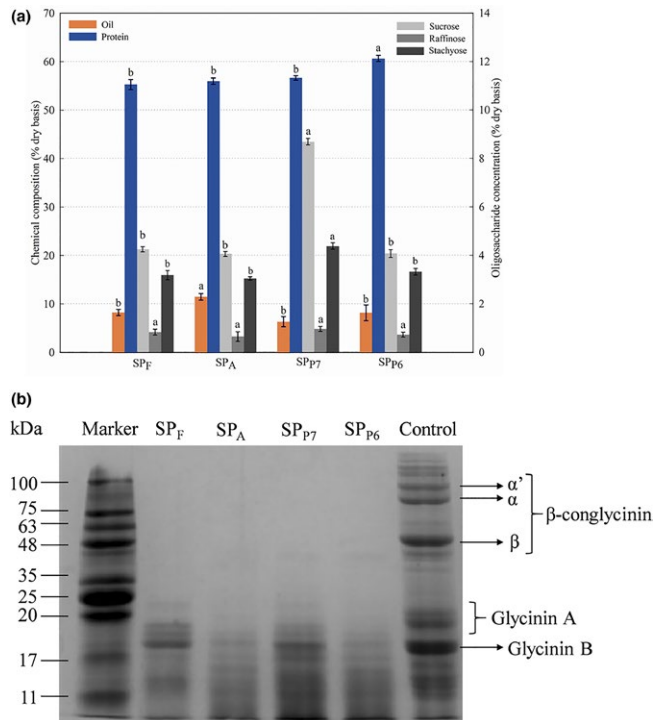 (a)
70
60
50
40
30
20
10
0
Chemical composition (% dry basis)
Oil
Protein
Sucrose
Raffinose
Stachyose
14
12
10
8
6
4
2
0
Oligosaccharide concentration (% dry basis)
b b b a b
a b b a b
b b a a a
b a b a b
SPF SPA SPP7 SPP6
(b)
kDa Marker SPF SPA SPP7 SPP6 Control
100
75
63
48
35
25
20
17
11
α'
α
β
β-conglycinin
Glycinin A
Glycinin B